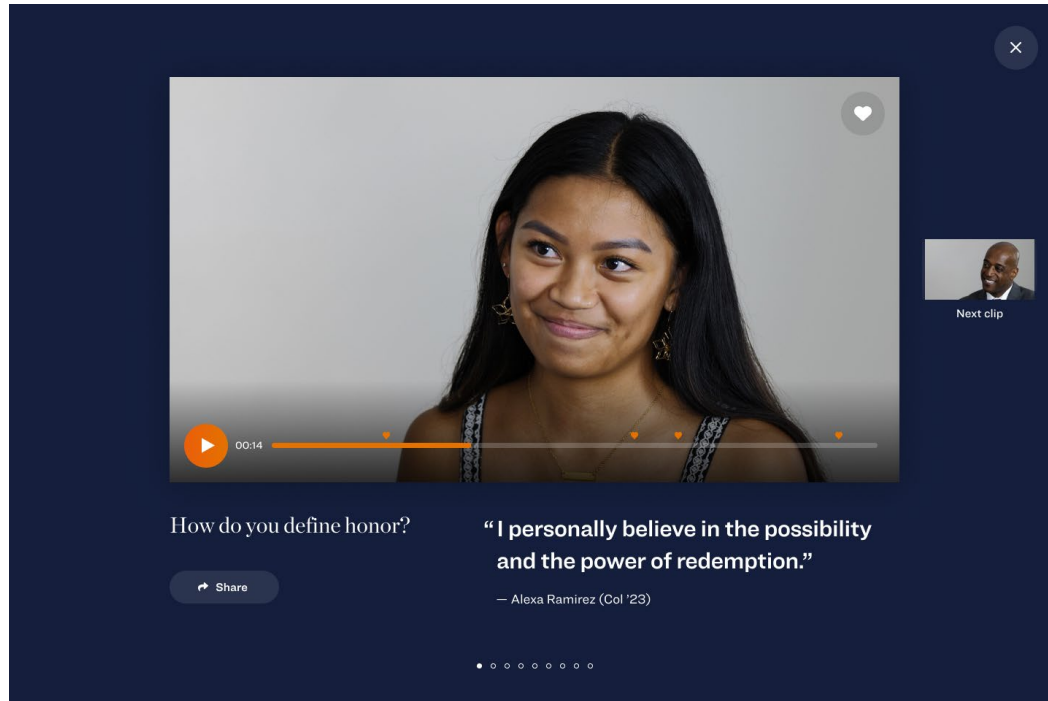 Next clip
00:14
How do you define honor?
Share
“I personally believe in the possibility
and the power of redemption.”
— Alexa Ramirez (Col ’23)